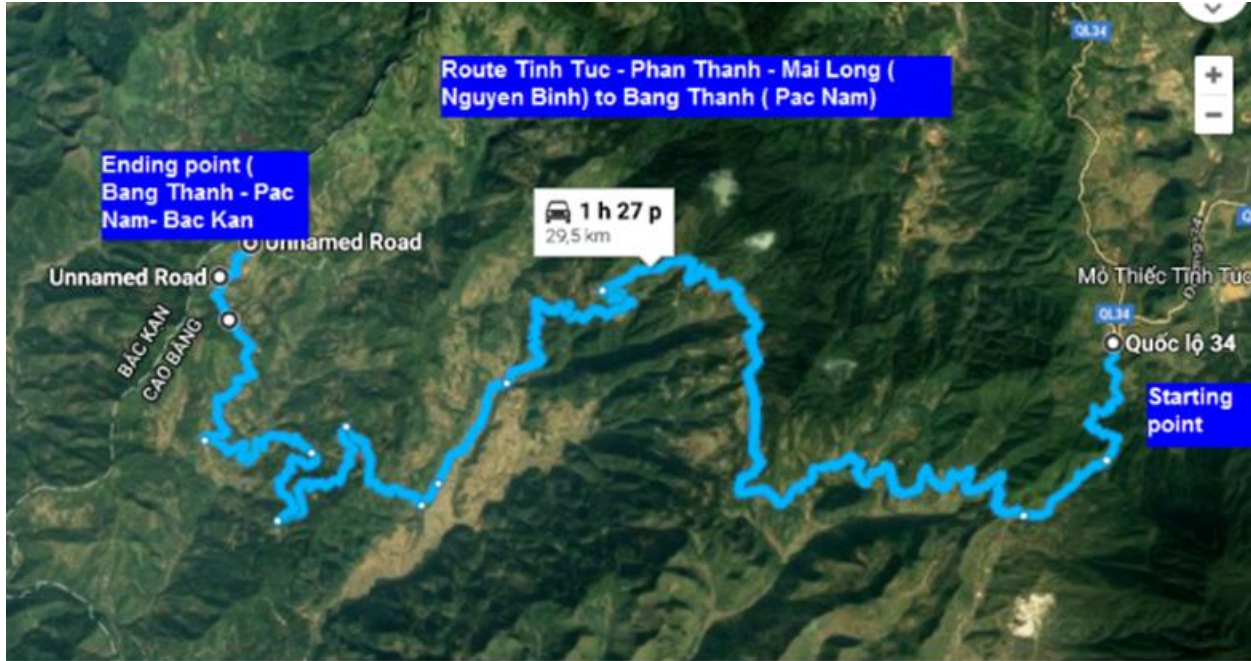 QL34
Route Tinh Tuc - Phan Thanh - Mai Long (
Nguyen Binh) to Bang Thanh ( Pac Nam)
+
−
Ending point (
Bang Thanh - Pac
Nam- Bac Kan
1 h 27 p
29,5 km
Unnamed Road
Unnamed Road
Mỏ Thiếc Tĩnh Túc
BẮC KẠN
CAO BẰNG
QL34
Quốc lộ 34
Starting
point